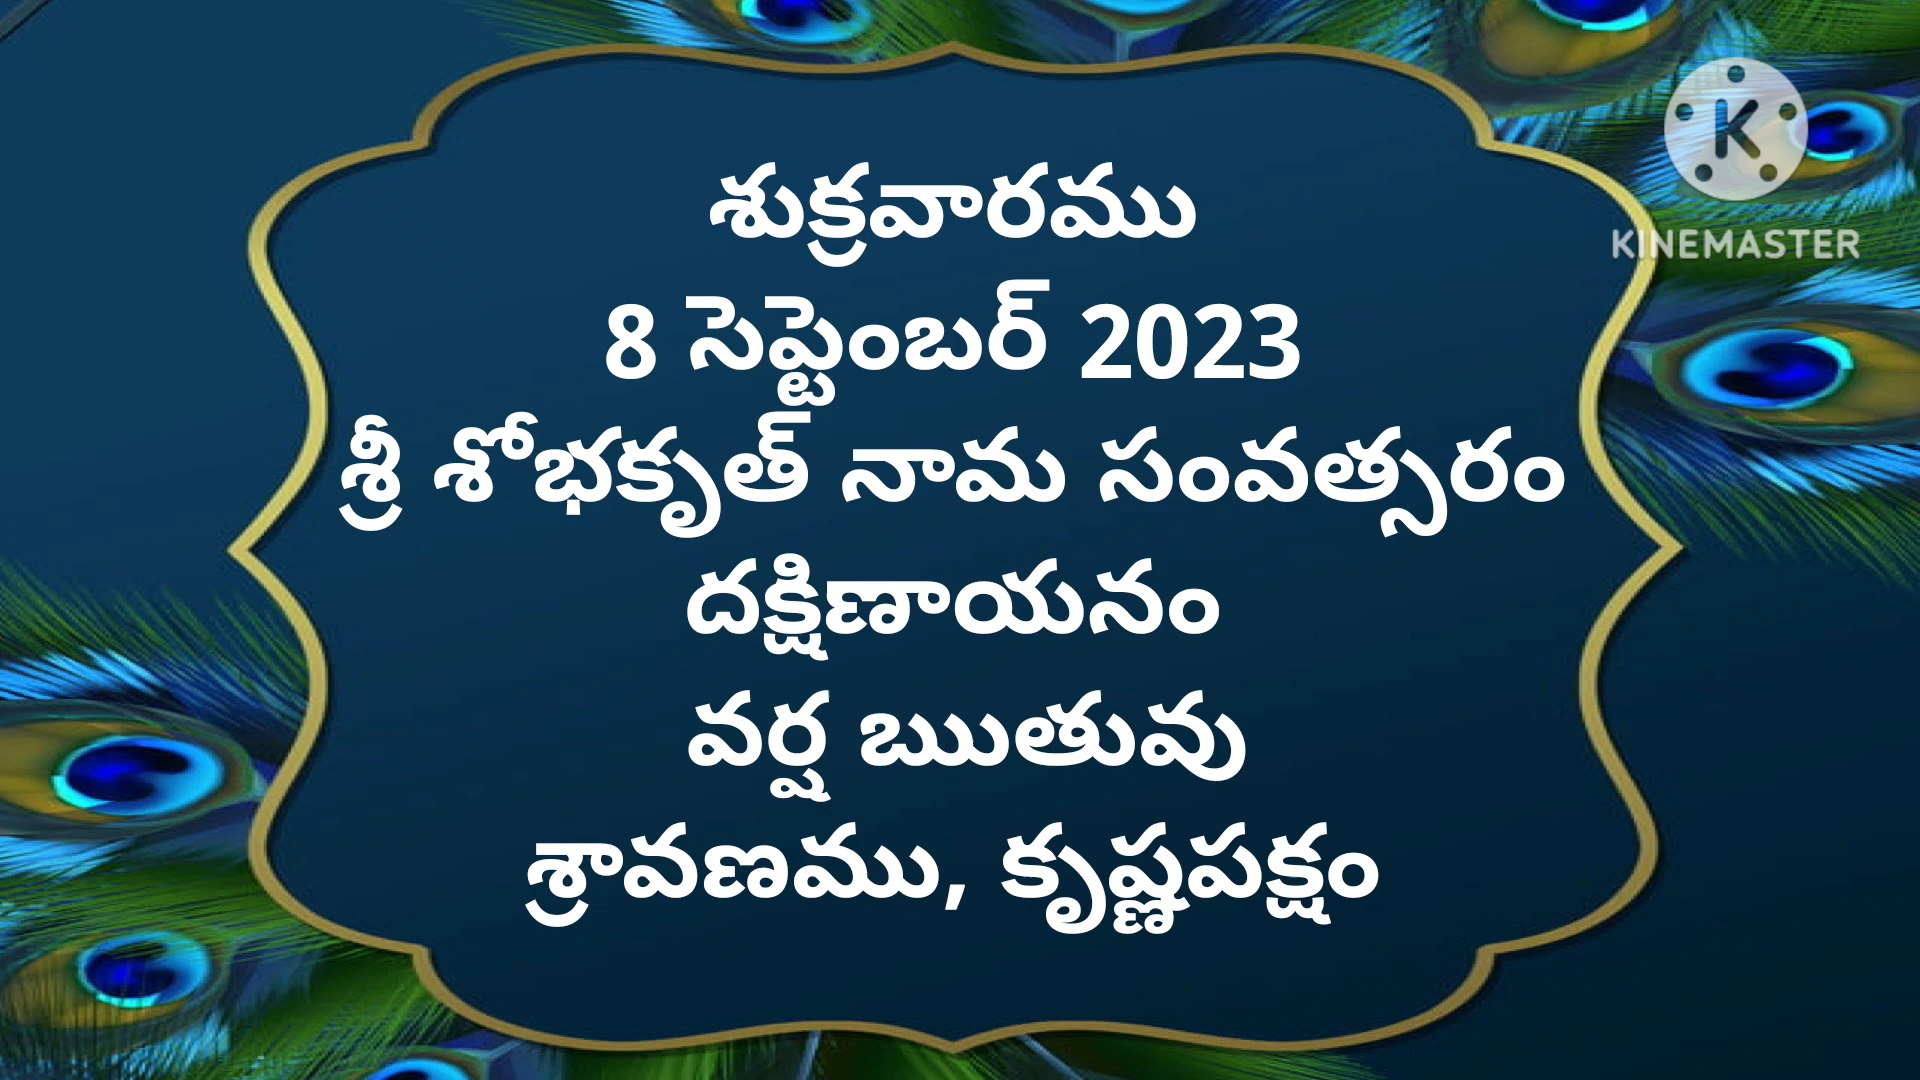 శుక్రవారము
8 సెప్టెంబర్ 2023
శ్రీ శోభకృత్ నామ సంవత్సరం
దక్షిణాయనం
వర్ష ఋతువు
శ్రావణము, కృష్ణపక్షం
K
KINEMASTER